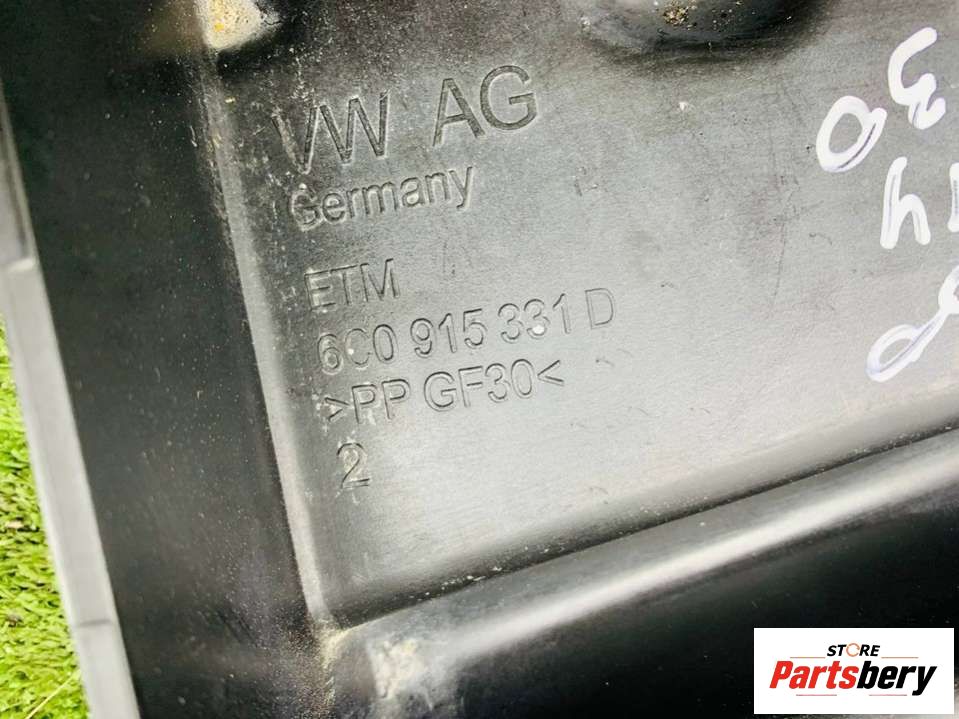 VW AG
Germany
ETM
6C0 915 331 D
>PP GF30<
2
STORE
Partsbery